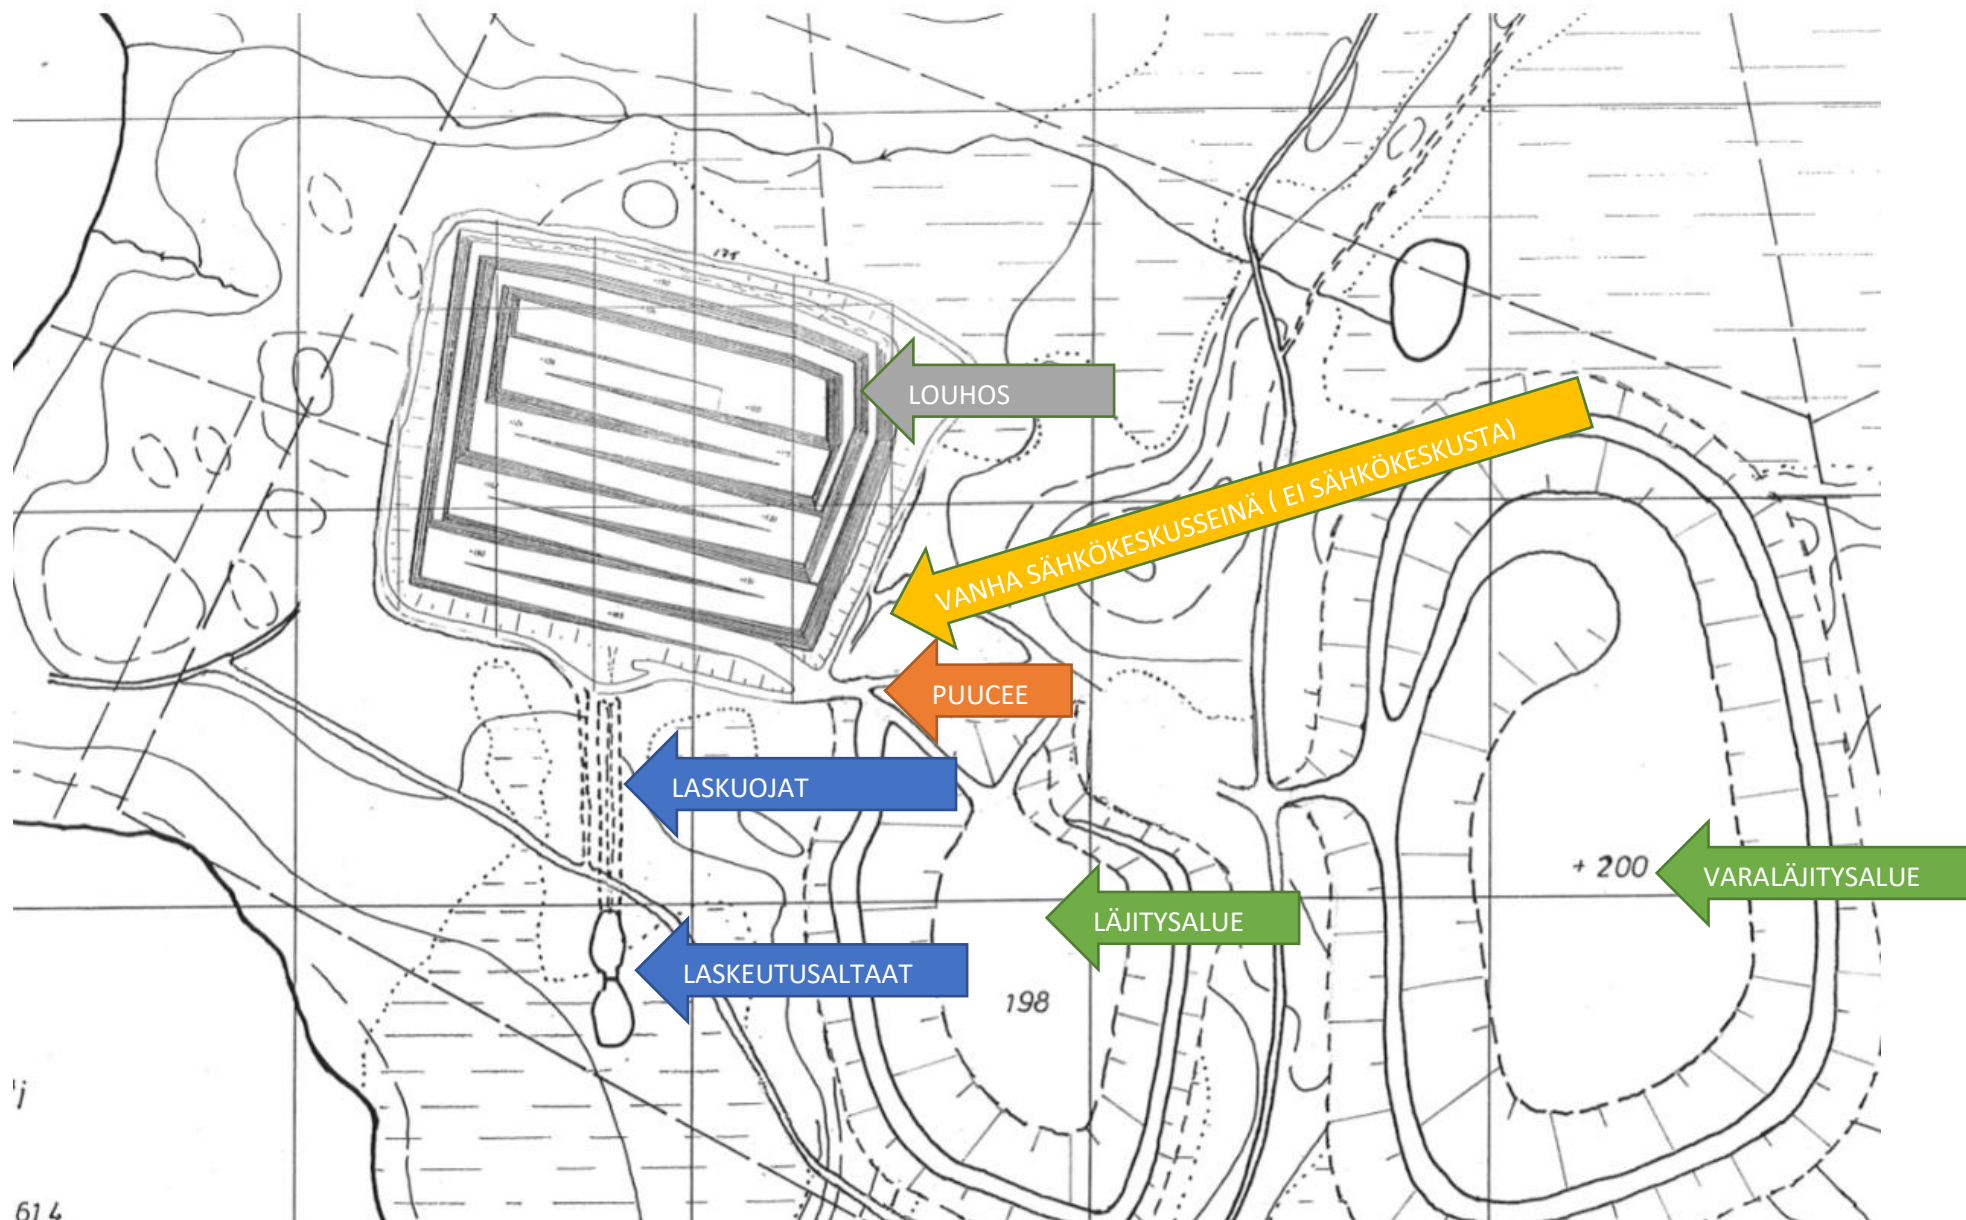 175
LOUHOS
VANHA SÄHKÖKESKUSSEINÄ ( EI SÄHKÖKESKUSTA)
PUUCEE
LASKUOJAT
+ 200
VARALÄJITYSALUE
LÄJITYSALUE
LASKEUTUSALTAAT
198
614